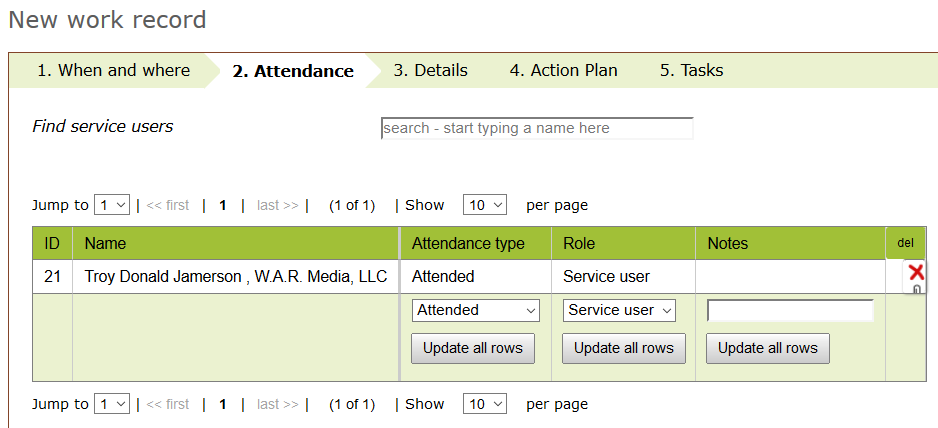 New work record
1. When and where 2. Attendance 3. Details 4. Action Plan 5. Tasks
Find service users search - start typing a name here
Jump to 1 | << first | 1 | last >> | (1 of 1) | Show 10 per page
ID Name Attendance type Role Notes del
21 Troy Donald Jamerson , W.A.R. Media, LLC Attended Service user
Attended Service user
Update all rows Update all rows Update all rows
Jump to 1 | << first | 1 | last >> | (1 of 1) | Show 10 per page